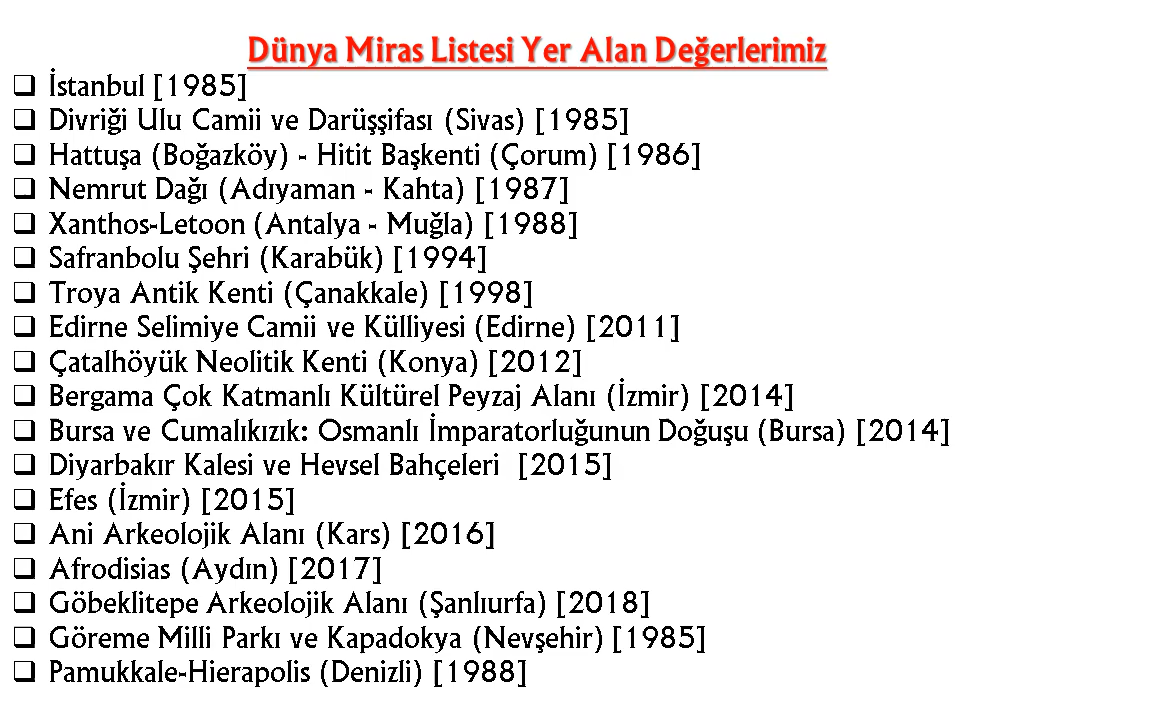 Dünya Miras Listesi Yer Alan Değerlerimiz
❑ İstanbul [1985]
❑ Divriği Ulu Camii ve Darüşşifası (Sivas) [1985]
❑ Hattuşa (Boğazköy) - Hitit Başkenti (Çorum) [1986]
❑ Nemrut Dağı (Adıyaman - Kahta) [1987]
❑ Xanthos-Letoon (Antalya - Muğla) [1988]
❑ Safranbolu Şehri (Karabük) [1994]
❑ Troya Antik Kenti (Çanakkale) [1998]
❑ Edirne Selimiye Camii ve Külliyesi (Edirne) [2011]
❑ Çatalhöyük Neolitik Kenti (Konya) [2012]
❑ Bergama Çok Katmanlı Kültürel Peyzaj Alanı (İzmir) [2014]
❑ Bursa ve Cumalıkızık: Osmanlı İmparatorluğunun Doğuşu (Bursa) [2014]
❑ Diyarbakır Kalesi ve Hevsel Bahçeleri [2015]
❑ Efes (İzmir) [2015]
❑ Ani Arkeolojik Alanı (Kars) [2016]
❑ Afrodisias (Aydın) [2017]
❑ Göbeklitepe Arkeolojik Alanı (Şanlıurfa) [2018]
❑ Göreme Milli Parkı ve Kapadokya (Nevşehir) [1985]
❑ Pamukkale-Hierapolis (Denizli) [1988]